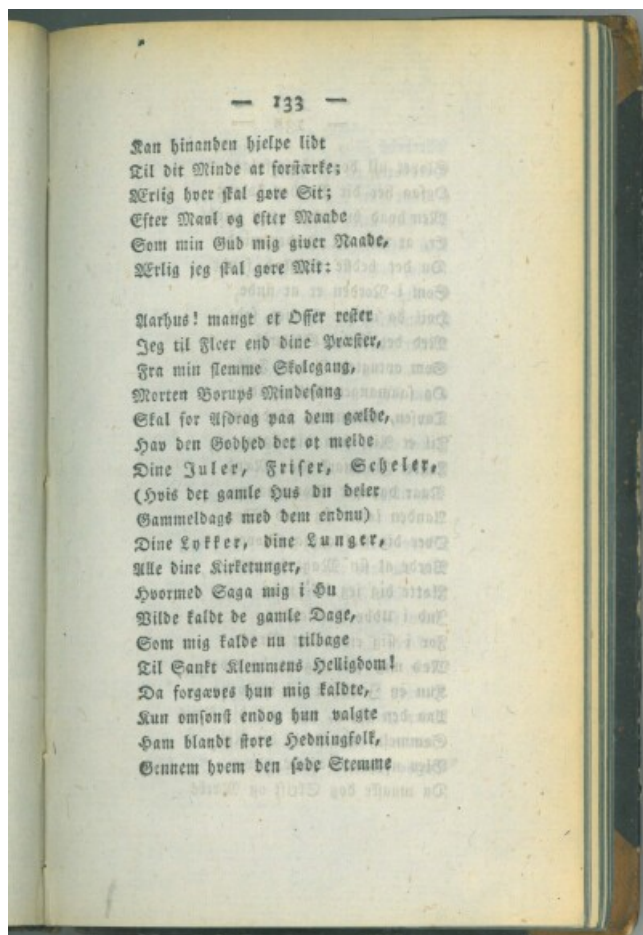 — 133 —
Kan hinanden hjelpe lidt
Til dit Minde at forstærke;
Ærlig hver skal gøre Sit;
Efter Maal og efter Maade
Som min Gud mig giver Naade,
Ærlig jeg skal gøre Mit:
Aarhus! mangt et Offer rester
Jeg til Fleer end dine Præster,
Fra min slemme Skolegang,
Morten Borups Mindesang
Skal for Afdrag paa dem gælde,
Hav den Godhed det at melde
Dine Juler, Friser, Scheler,
(Hvis det gamle Hus du deler
Gammeldags med dem endnu)
Dine Lykker, dine Lunger,
Alle dine Kirketunger,
Hvormed Saga mig i Hu
Vilde kaldt de gamle Dage,
Som mig kalde nu tilbage
Til Sankt Klemmens Helligdom!
Da forgæves hun mig kaldte,
Kun omsonst endog hun valgte
Ham blandt store Hedningfolk,
Gennem hvem den søde Stemme